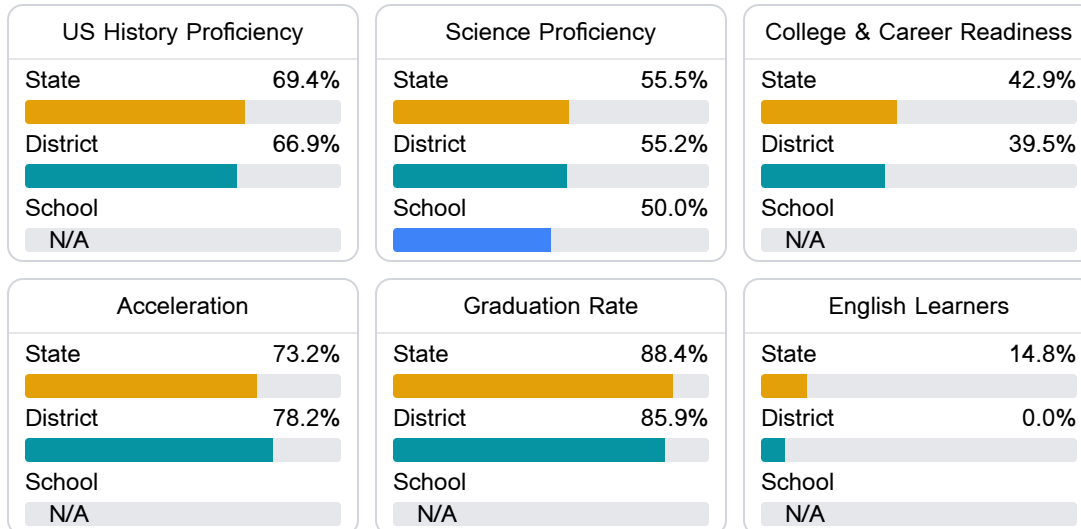 US History Proficiency
State 69.4%
District 66.9%
School
N/A
Science Proficiency
State 55.5%
District 55.2%
School 50.0%
College & Career Readiness
State 42.9%
District 39.5%
School
N/A
Acceleration
State 73.2%
District 78.2%
School
N/A
Graduation Rate
State 88.4%
District 85.9%
School
N/A
English Learners
State 14.8%
District 0.0%
School
N/A